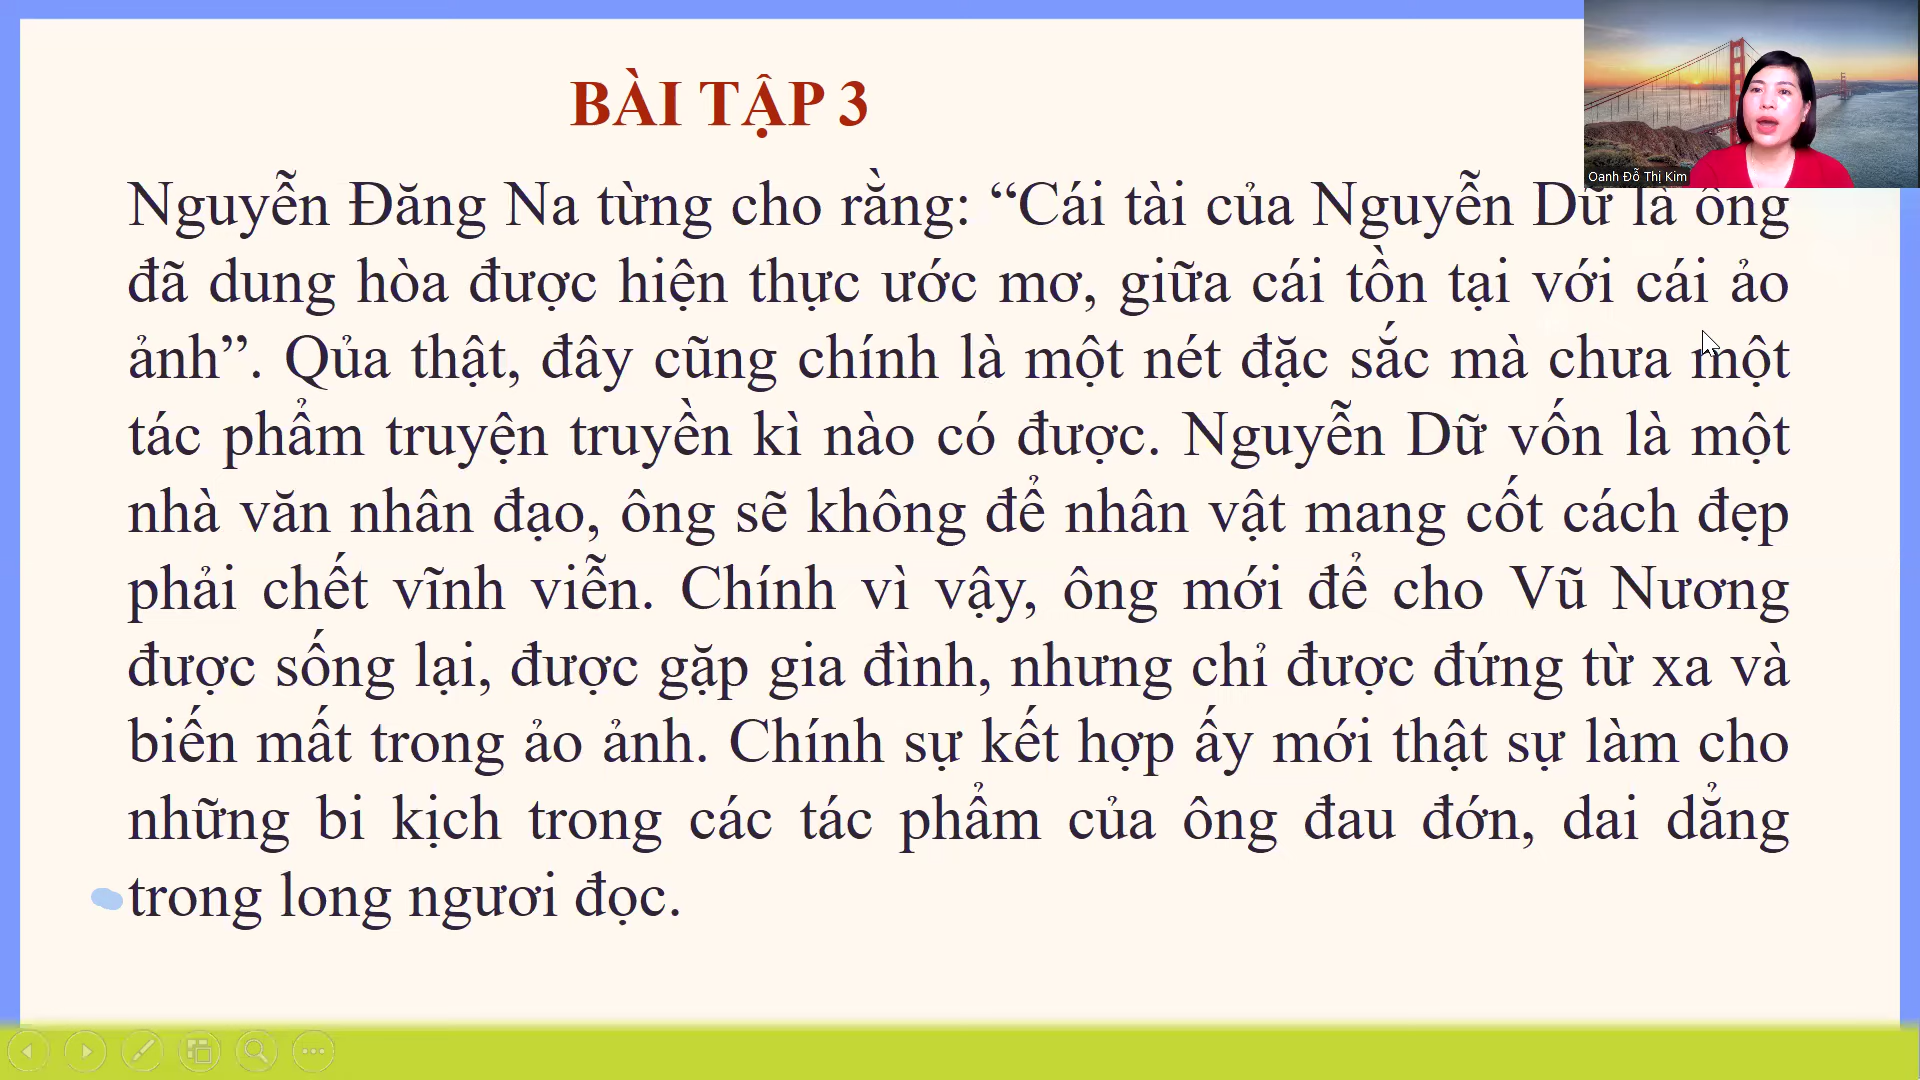 BÀI TẬP 3
Oanh Đỗ Thị Kim
Nguyễn Đăng Na từng cho rằng: “Cái tài của Nguyễn Dữ là ông
đã dung hòa được hiện thực ước mơ, giữa cái tồn tại với cái ảo
ảnh”. Qủa thật, đây cũng chính là một nét đặc sắc mà chưa một
tác phẩm truyện truyền kì nào có được. Nguyễn Dữ vốn là một
nhà văn nhân đạo, ông sẽ không để nhân vật mang cốt cách đẹp
phải chết vĩnh viễn. Chính vì vậy, ông mới để cho Vũ Nương
được sống lại, được gặp gia đình, nhưng chỉ được đứng từ xa và
biến mất trong ảo ảnh. Chính sự kết hợp ấy mới thật sự làm cho
những bi kịch trong các tác phẩm của ông đau đớn, dai dẳng
trong long ngươi đọc.